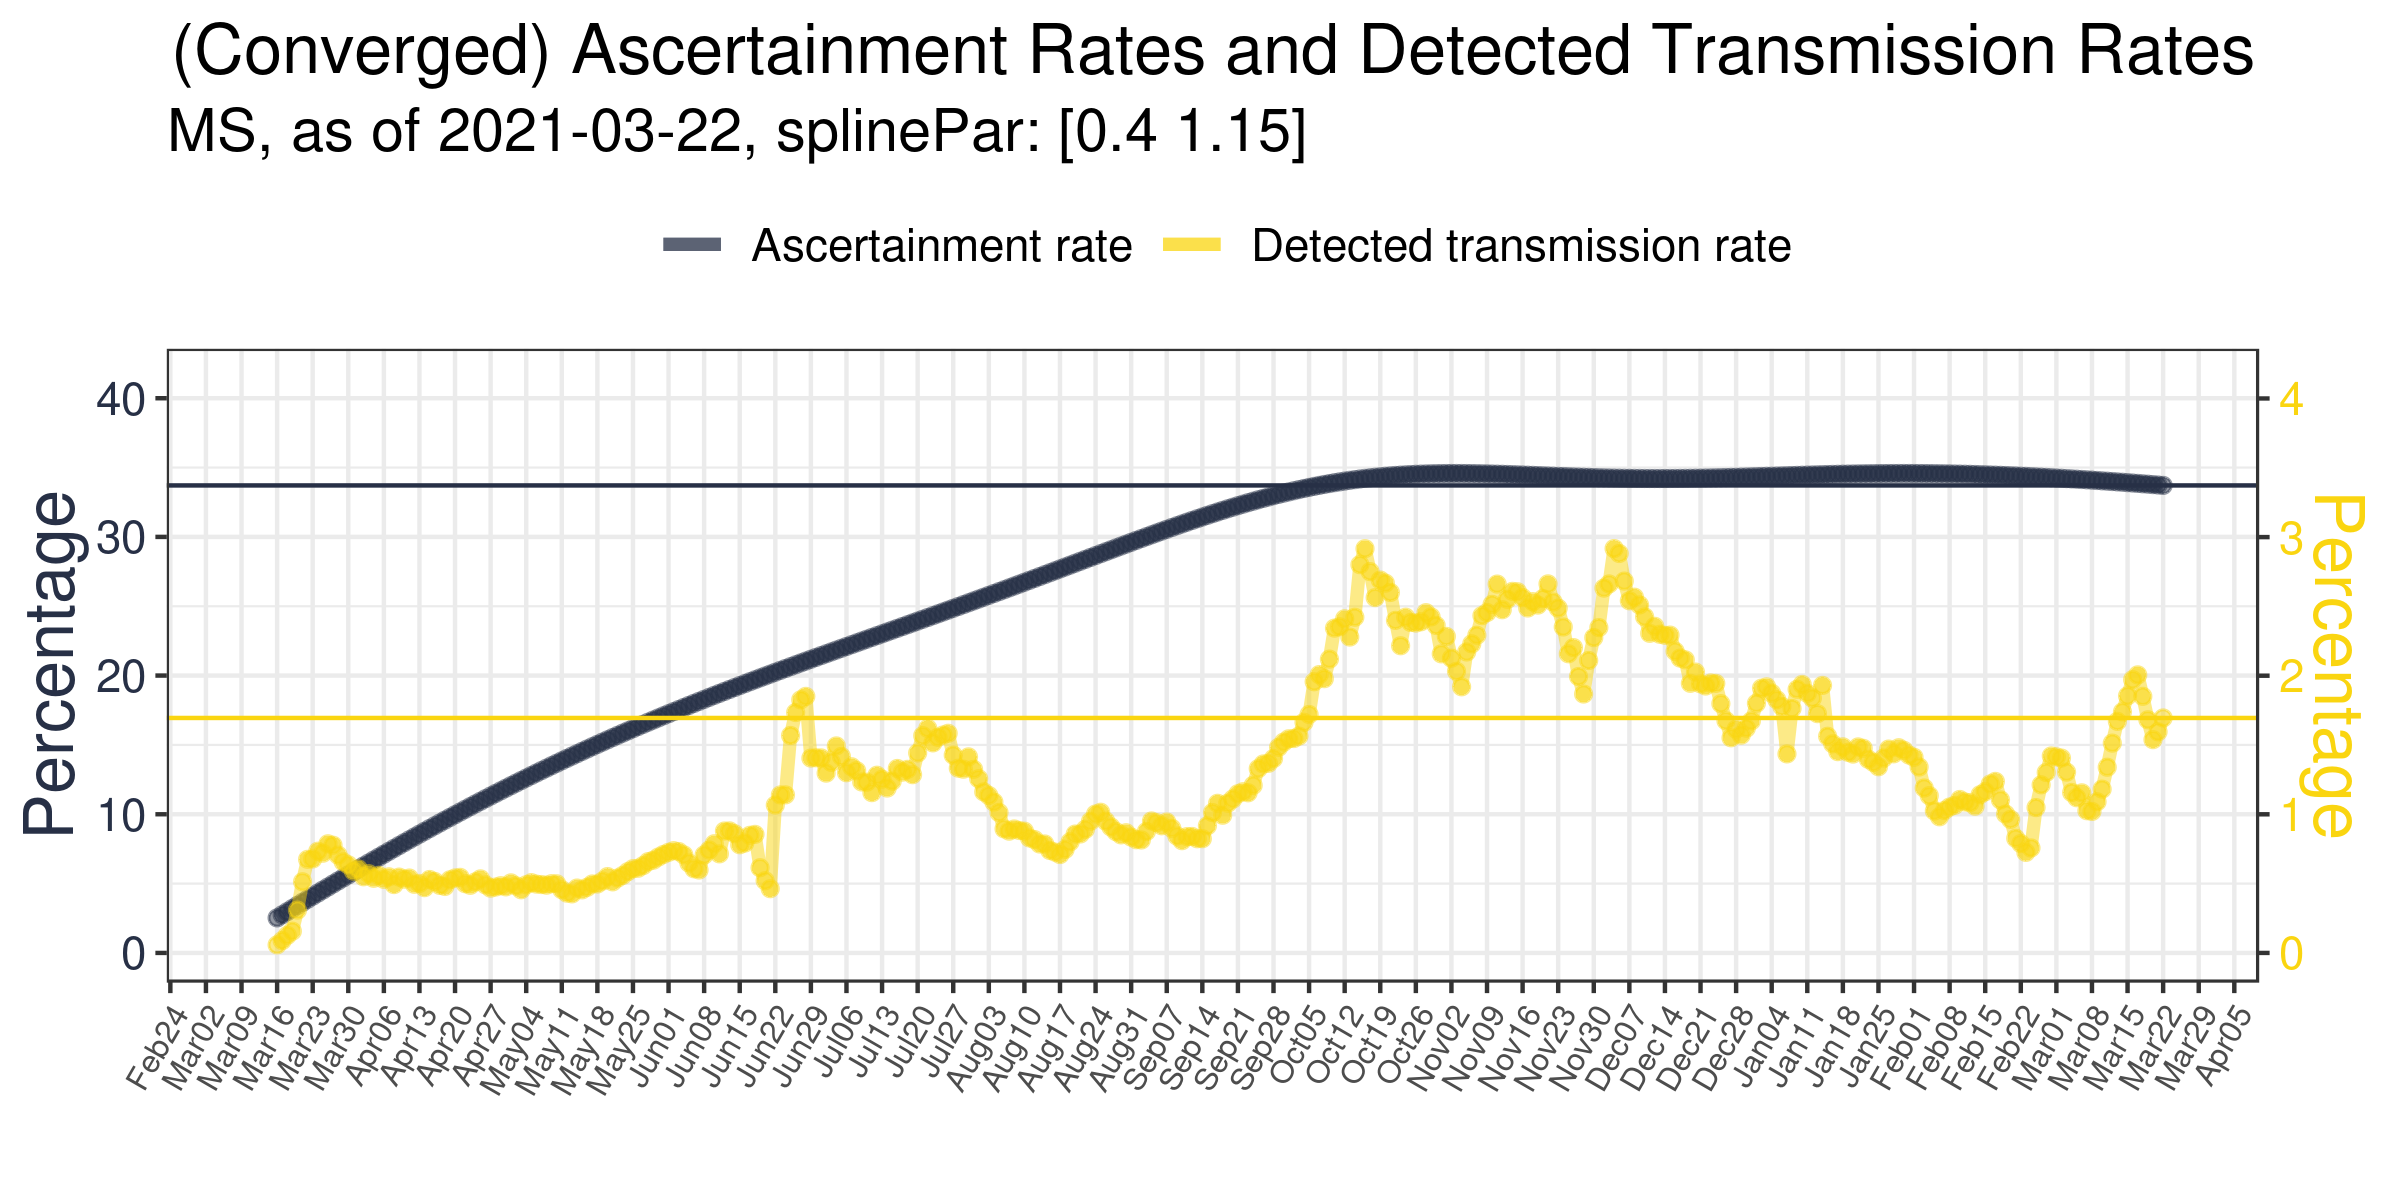 (Converged) Ascertainment Rates and Detected Transmission Rates
MS, as of 2021-03-22, splinePar: [0.4 1.15]
Ascertainment rate
Detected transmission rate
Percentage
40
30
20
10
0
4
3
2
1
0
Percentage
Feb24
Mar02
Mar09
Mar16
Mar23
Mar30
Apr06
Apr13
Apr20
Apr27
May04
May11
May18
May25
Jun01
Jun08
Jun15
Jun22
Jun29
Jul06
Jul13
Jul20
Jul27
Aug03
Aug10
Aug17
Aug24
Aug31
Sep07
Sep14
Sep21
Sep28
Oct05
Oct12
Oct19
Oct26
Nov02
Nov09
Nov16
Nov23
Nov30
Dec07
Dec14
Dec21
Dec28
Jan04
Jan11
Jan18
Jan25
Feb01
Feb08
Feb15
Feb22
Mar01
Mar08
Mar15
Mar22
Mar29
Apr05